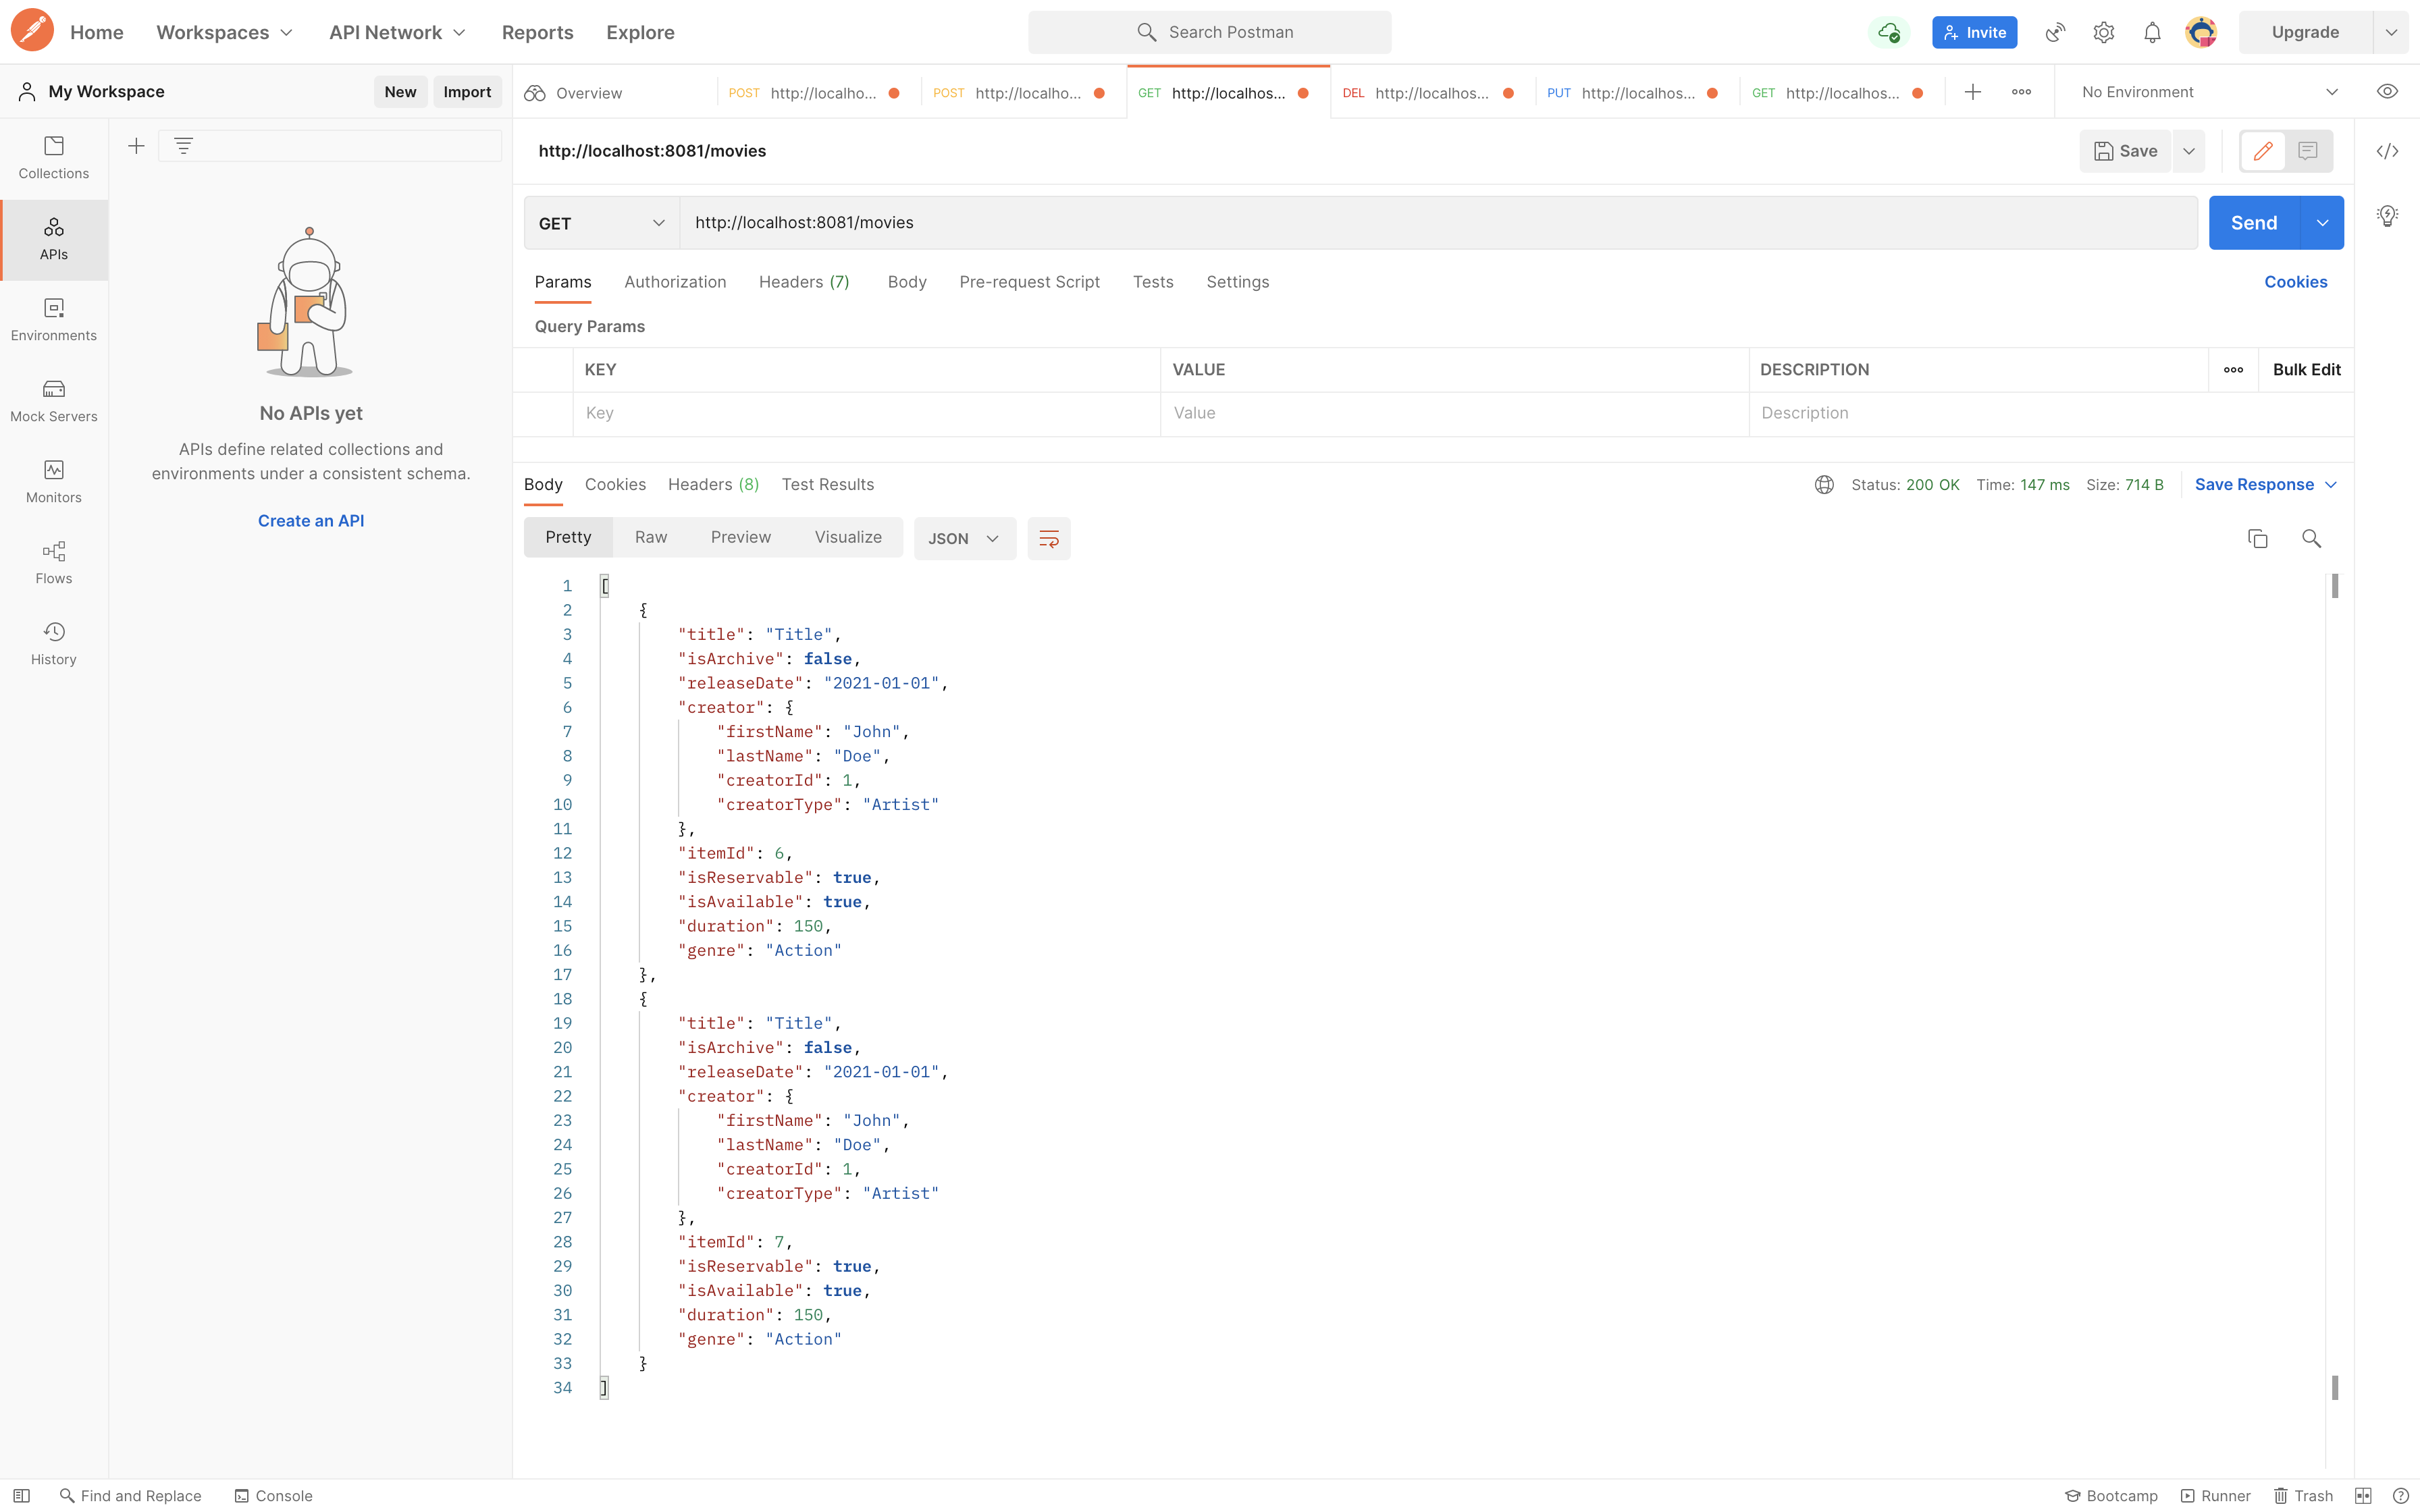 Home Workspaces API Network Reports Explore Search Postman Invite Upgrade
My Workspace New Import Overview POST http://localho... POST http://localho... GET http://localhos... DEL http://localhos... PUT http://localhos... GET http://localhos... No Environment
Collections
APIs
Environments
Mock Servers
Monitors
Flows
History
No APIs yet
APIs define related collections and
environments under a consistent schema.
Create an API
http://localhost:8081/movies Save
GET http://localhost:8081/movies Send
Params Authorization Headers (7) Body Pre-request Script Tests Settings Cookies
Query Params
KEY VALUE DESCRIPTION Bulk Edit
Key Value Description
Body Cookies Headers (8) Test Results Status: 200 OK Time: 147 ms Size: 714 B Save Response
Pretty Raw Preview Visualize JSON
1 [
2 {
3 "title": "Title",
4 "isArchive": false,
5 "releaseDate": "2021-01-01",
6 "creator": {
7 "firstName": "John",
8 "lastName": "Doe",
9 "creatorId": 1,
10 "creatorType": "Artist"
11 },
12 "itemId": 6,
13 "isReservable": true,
14 "isAvailable": true,
15 "duration": 150,
16 "genre": "Action"
17 },
18 {
19 "title": "Title",
20 "isArchive": false,
21 "releaseDate": "2021-01-01",
22 "creator": {
23 "firstName": "John",
24 "lastName": "Doe",
25 "creatorId": 1,
26 "creatorType": "Artist"
27 },
28 "itemId": 7,
29 "isReservable": true,
30 "isAvailable": true,
31 "duration": 150,
32 "genre": "Action"
33 }
34 ]
Find and Replace Console Bootcamp Runner Trash